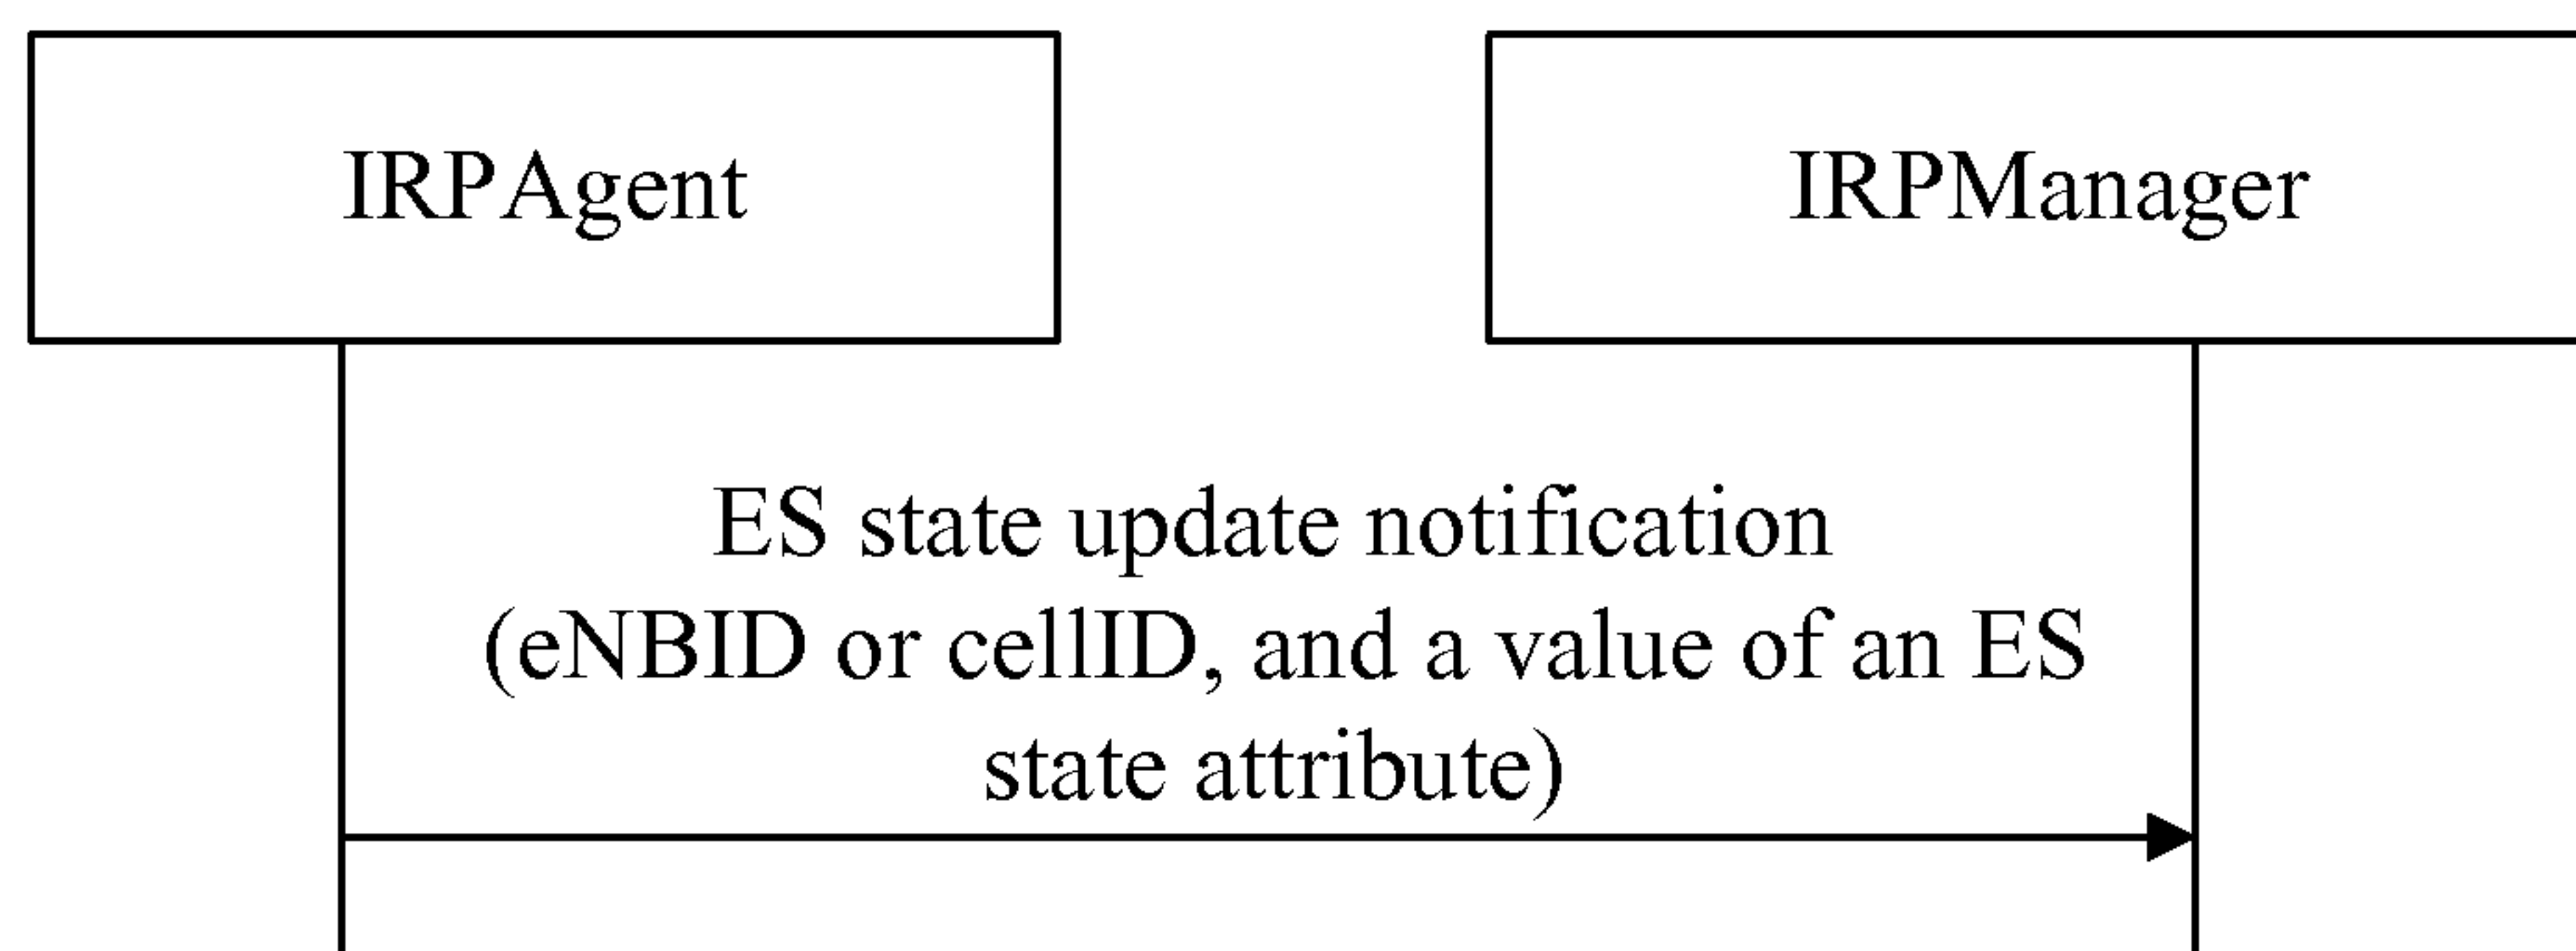 IRPAgent
IRPManager
ES state update notification
(eNBID or cellID, and a value of an ES
state attribute)